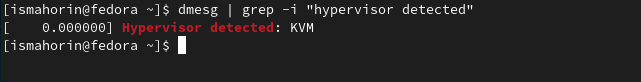 [ismahorin@fedora ~]$ dmesg | grep -i "hypervisor detected"
[    0.000000] Hypervisor detected: KVM
[ismahorin@fedora ~]$